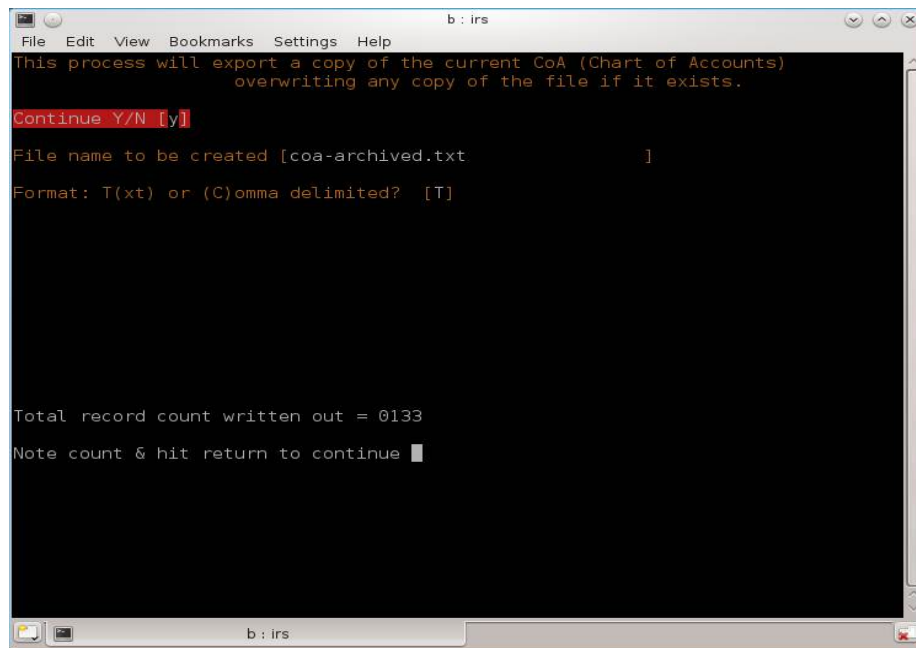 b : irs
File Edit View Bookmarks Settings Help
This process will export a copy of the current CoA (Chart of Accounts)
overwriting any copy of the file if it exists.
Continue Y/N [y]
File name to be created [coa-archived.txt ]
Format: T(xt) or (C)omma delimited? [T]
Total record count written out = 0133
Note count & hit return to continue
b : irs